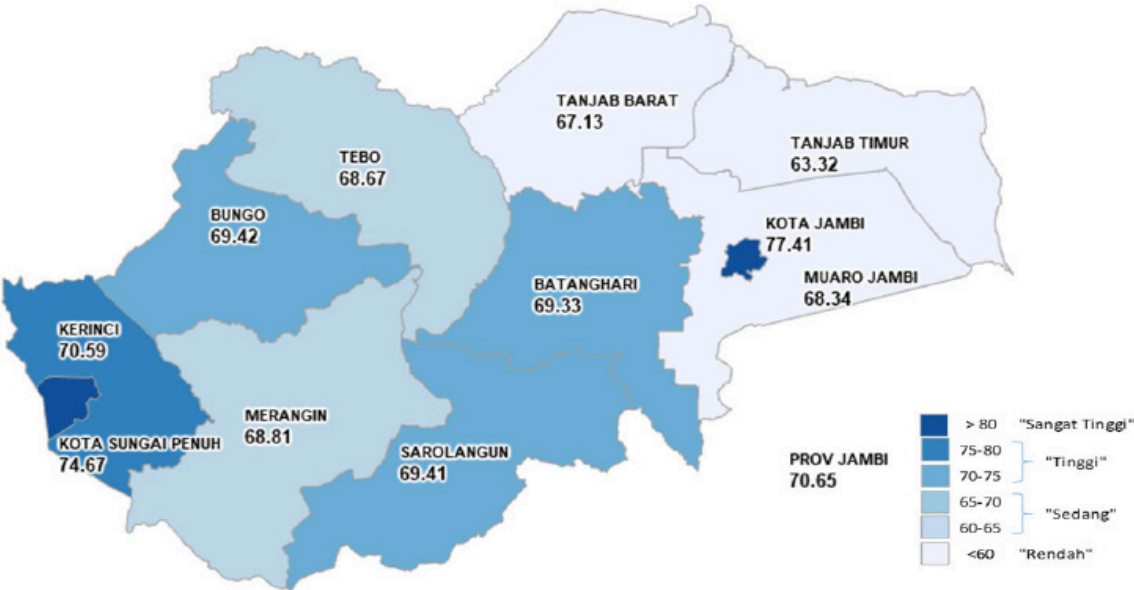 TANJAB BARAT
67.13
TANJAB TIMUR
63.32
TEBO
68.67
BUNGO
69.42
KOTA JAMBI
77.41
BATANGHARI
69.33
MUARO JAMBI
68.34
KERINCI
70.59
MERANGIN
68.81
KOTA SUNGAI PENUH
74.67
SAROLANGUN
69.41
PROV JAMBI
70.65
> 80 "Sangat Tinggi"
75-80
"Tinggi"
70-75
65-70
"Sedang"
60-65
<60 "Rendah"